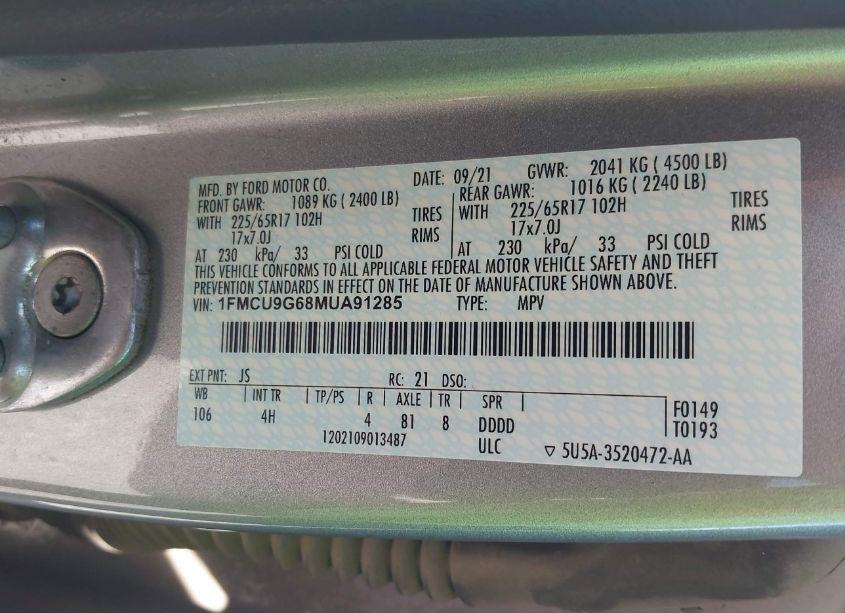 MFD. BY FORD MOTOR CO. DATE: 09/21 GVWR: 2041 KG ( 4500 LB)
FRONT GAWR: 1089 KG ( 2400 LB) REAR GAWR: 1016 KG ( 2240 LB)
WITH 225/65R17 102H TIRES WITH 225/65R17 102H TIRES
17x7.0J RIMS 17x7.0J RIMS
AT 230 kPa/ 33 PSI COLD AT 230 kPa/ 33 PSI COLD
THIS VEHICLE CONFORMS TO ALL APPLICABLE FEDERAL MOTOR VEHICLE SAFETY AND THEFT
PREVENTION STANDARDS IN EFFECT ON THE DATE OF MANUFACTURE SHOWN ABOVE.
VIN: 1FMCU9G68MUA91285 TYPE: MPV
EXT PNT: JS RC: 21 DSO:
WB INT TR TP/PS R AXLE TR SPR F0149
106 4H 4 81 8 DDDD T0193
1202109013487 ULC ▽ 5U5A-3520472-AA